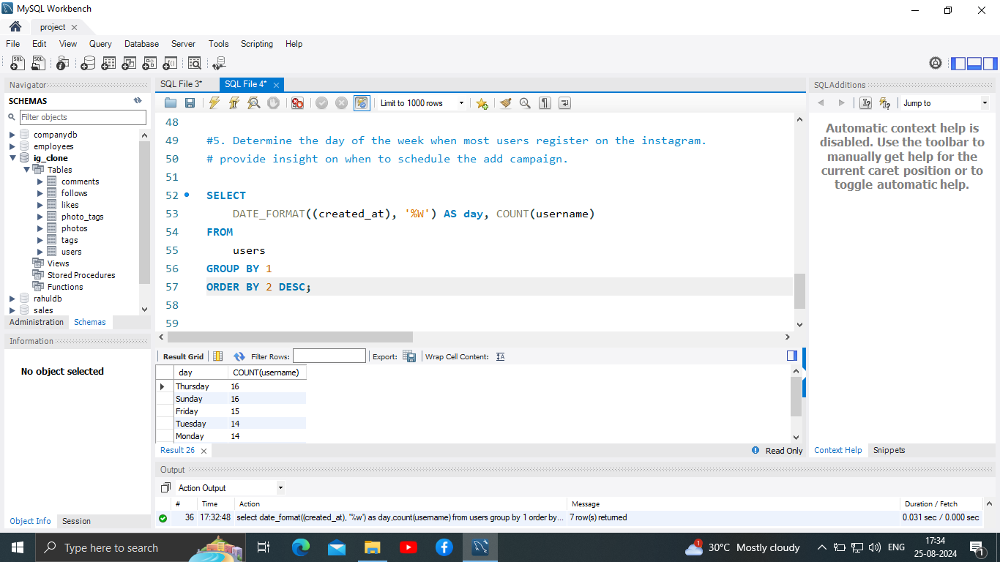 MySQL Workbench
project
File Edit View Query Database Server Tools Scripting Help
Navigator
SCHEMAS
Filter objects
companydb
employees
ig_clone
Tables
comments
follows
likes
photo_tags
photos
tags
users
Views
Stored Procedures
Functions
rahuldb
sales
Administration Schemas
Information
No object selected
Object Info Session
SQL File 3* SQL File 4*
Limit to 1000 rows
48
49 #5. Determine the day of the week when most users register on the instagram.
50 # provide insight on when to schedule the add campaign.
51
52 SELECT
53 DATE_FORMAT((created_at), '%W') AS day, COUNT(username)
54 FROM
55 users
56 GROUP BY 1
57 ORDER BY 2 DESC;
58
59
Result Grid Filter Rows: Export: Wrap Cell Content:
day COUNT(username)
Thursday 16
Sunday 16
Friday 15
Tuesday 14
Monday 14
Result 26 Read Only
SQLAdditions
Jump to
Automatic context help is
disabled. Use the toolbar to
manually get help for the
current caret position or to
toggle automatic help.
Context Help Snippets
Output
Action Output
# Time Action Message Duration / Fetch
36 17:32:48 select date_format((created_at), '%w') as day,count(username) from users group by 1 order by... 7 row(s) returned 0.031 sec / 0.000 sec
Type here to search
1
30°C Mostly cloudy
ENG
17:34
25-08-2024
1